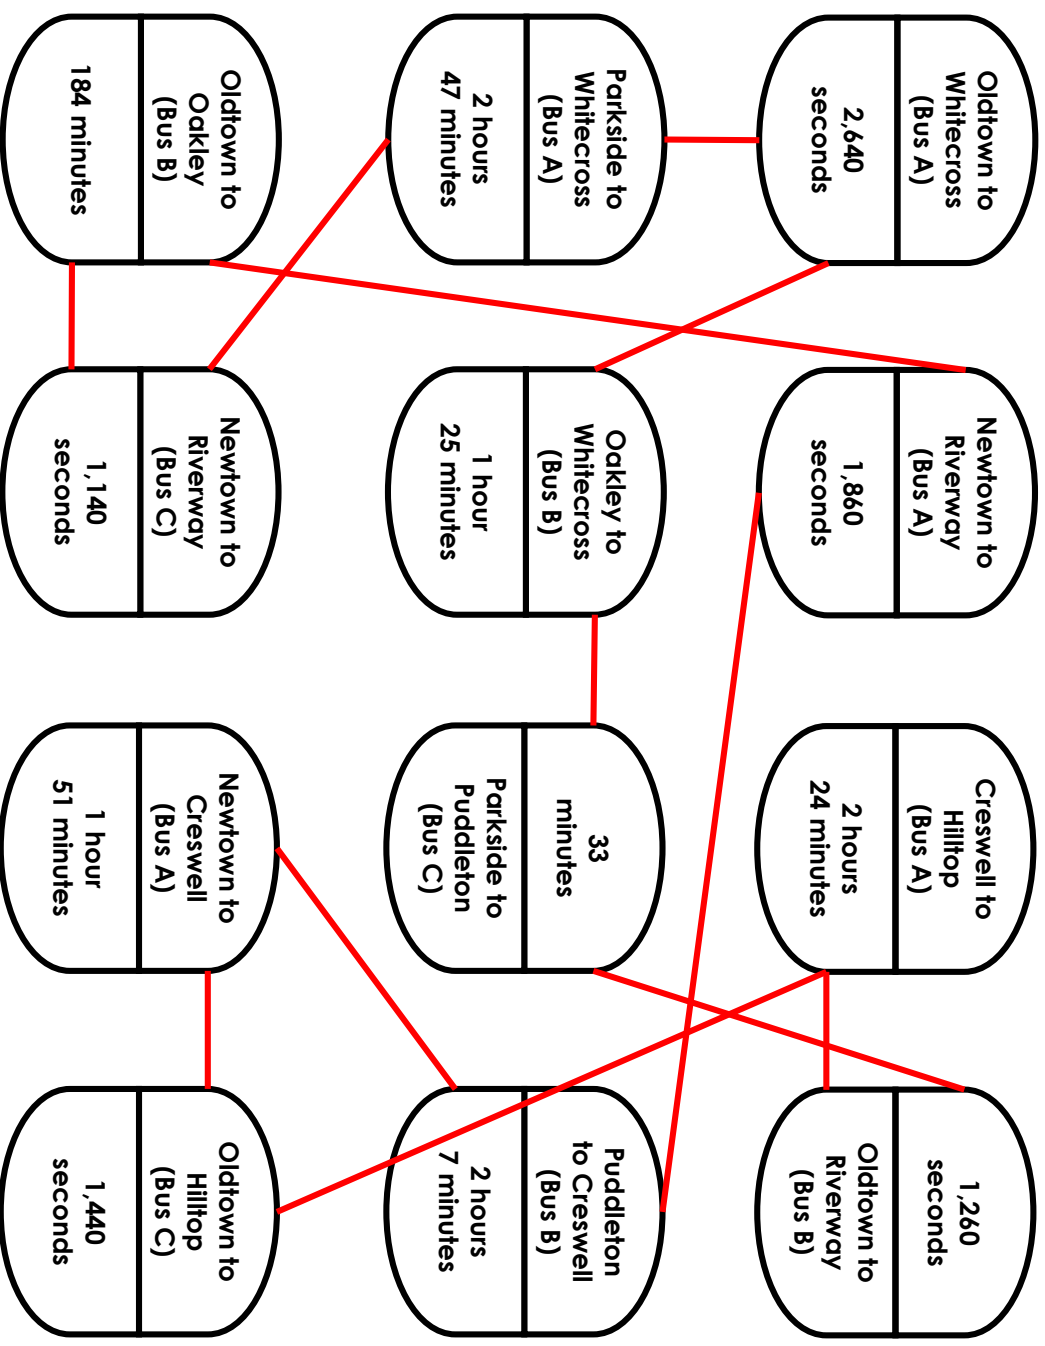 Oldtown to
Whitecross
(Bus A)
2,640
seconds
Newtown to
Riverway
(Bus A)
1,860
seconds
Creswell to
Hilltop
(Bus A)
2 hours
24 minutes
1,260
seconds
Oldtown to
Riverway
(Bus B)
Parkside to
Whitecross
(Bus A)
2 hours
47 minutes
Oakley to
Whitecross
(Bus B)
1 hour
25 minutes
33
minutes
Parkside to
Puddleton
(Bus C)
Puddleton
to Creswell
(Bus B)
2 hours
7 minutes
Oldtown to
Oakley
(Bus B)
184 minutes
Newtown to
Riverway
(Bus C)
1,140
seconds
Newtown to
Creswell
(Bus A)
1 hour
51 minutes
Oldtown to
Hilltop
(Bus C)
1,440
seconds